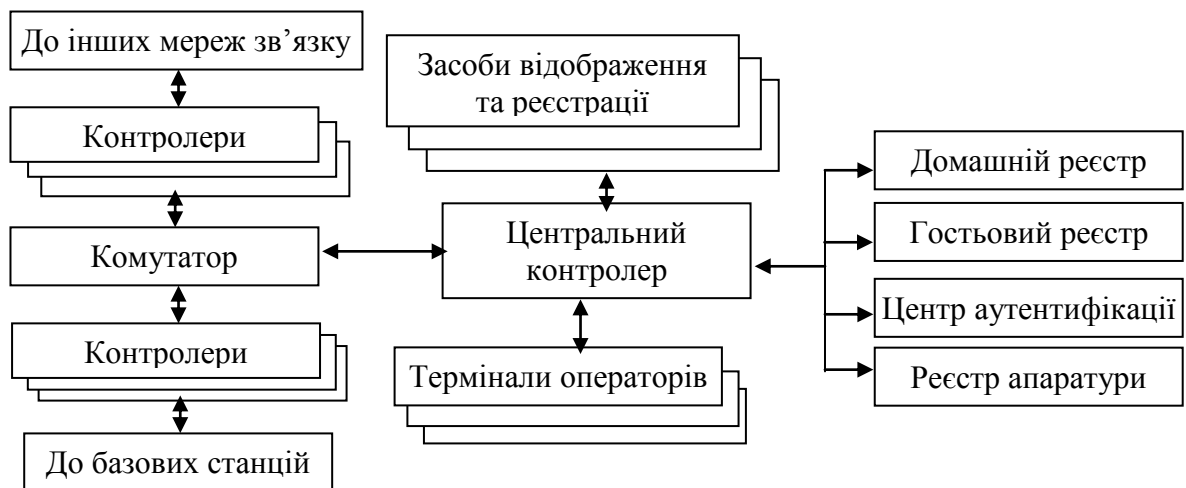 До інших мереж зв’язку
Контролери
Комутатор
Контролери
До базових станцій
Засоби відображення
та реєстрації
Центральний
контролер
Термінали операторів
Домашній реєстр
Гостьовий реєстр
Центр аутентифікації
Реєстр апаратури